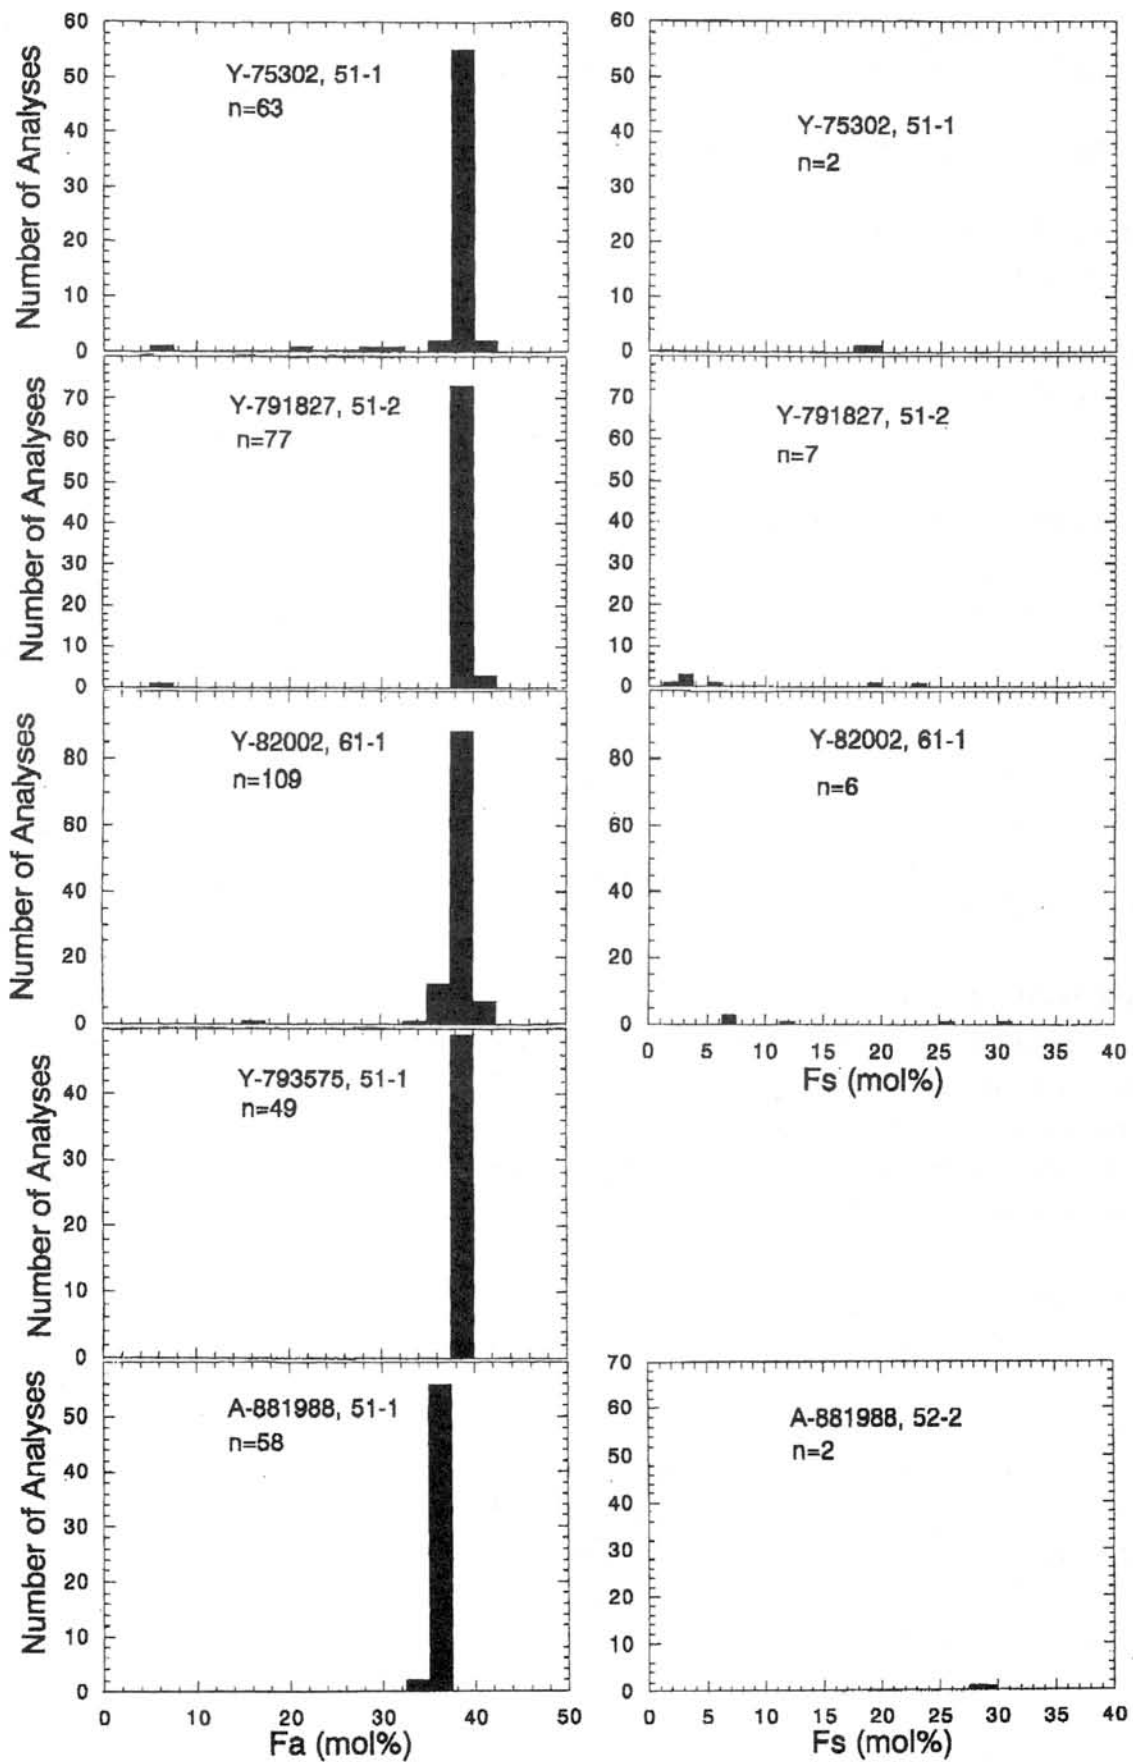 Number of Analyses
60
50
40
30
20
10
0
Y-75302, 51-1
n=63
60
50
40
30
20
10
0
Y-75302, 51-1
n=2
Number of Analyses
70
60
50
40
30
20
10
0
Y-791827, 51-2
n=77
70
60
50
40
30
20
10
0
Y-791827, 51-2
n=7
Number of Analyses
80
60
40
20
0
Y-82002, 61-1
n=109
80
60
40
20
0
Y-82002, 61-1
n=6
0 5 10 15 20 25 30 35 40
Fs (mol%)
Number of Analyses
40
30
20
10
0
Y-793575, 51-1
n=49
Number of Analyses
50
40
30
20
10
0
A-881988, 51-1
n=58
0 10 20 30 40 50
Fa (mol%)
70
60
50
40
30
20
10
0
A-881988, 52-2
n=2
0 5 10 15 20 25 30 35 40
Fs (mol%)